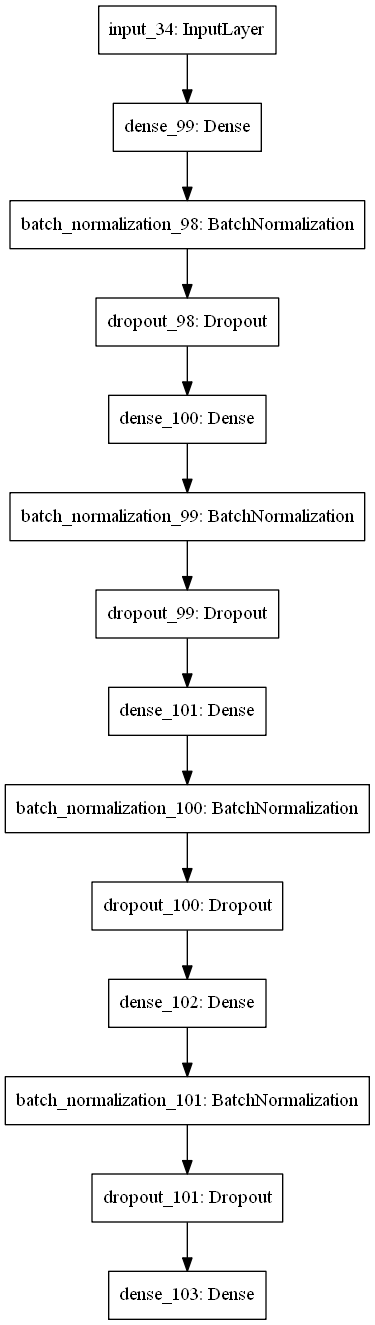 input_34: InputLayer
dense_99: Dense
batch_normalization_98: BatchNormalization
dropout_98: Dropout
dense_100: Dense
batch_normalization_99: BatchNormalization
dropout_99: Dropout
dense_101: Dense
batch_normalization_100: BatchNormalization
dropout_100: Dropout
dense_102: Dense
batch_normalization_101: BatchNormalization
dropout_101: Dropout
dense_103: Dense